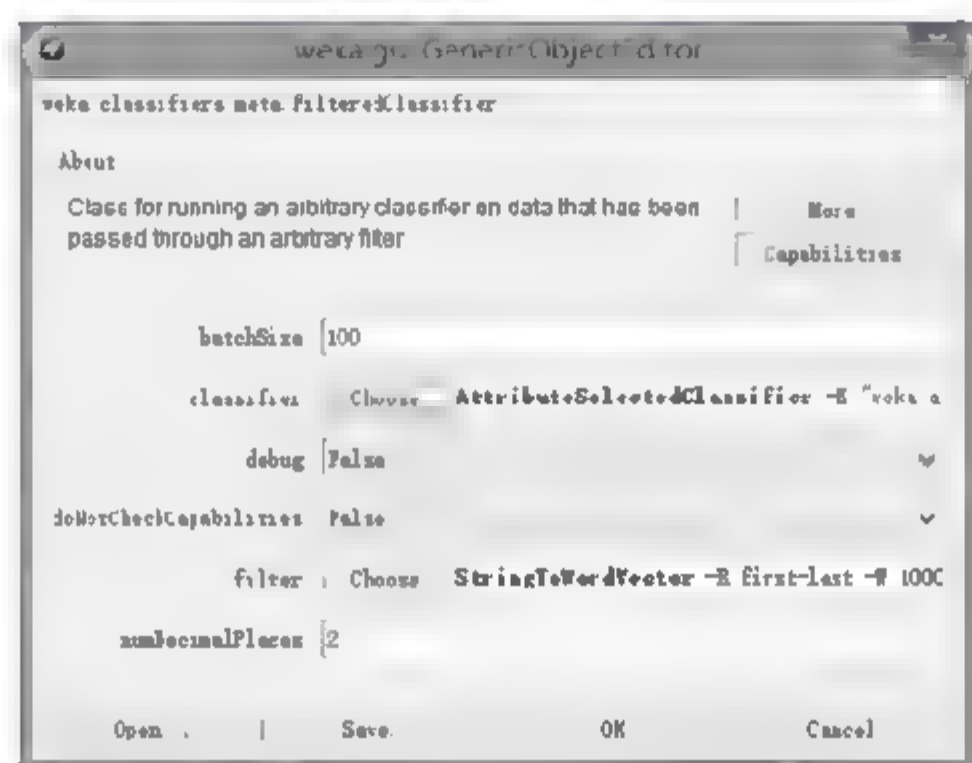 weka.gui.GenericObjectEditor
weka.classifiers.meta.FilteredClassifier
About
Class for running an arbitrary classifier on data that has been
passed through an arbitrary filter
More
Capabilities
batchSize 100
classifier Choose AttributeSelectedClassifier -E "weka.a
debug False
doNotCheckCapabilities False
filter Choose StringToWordVector -R first-last -W 1000
numDecimalPlaces 2
Open... Save... OK Cancel